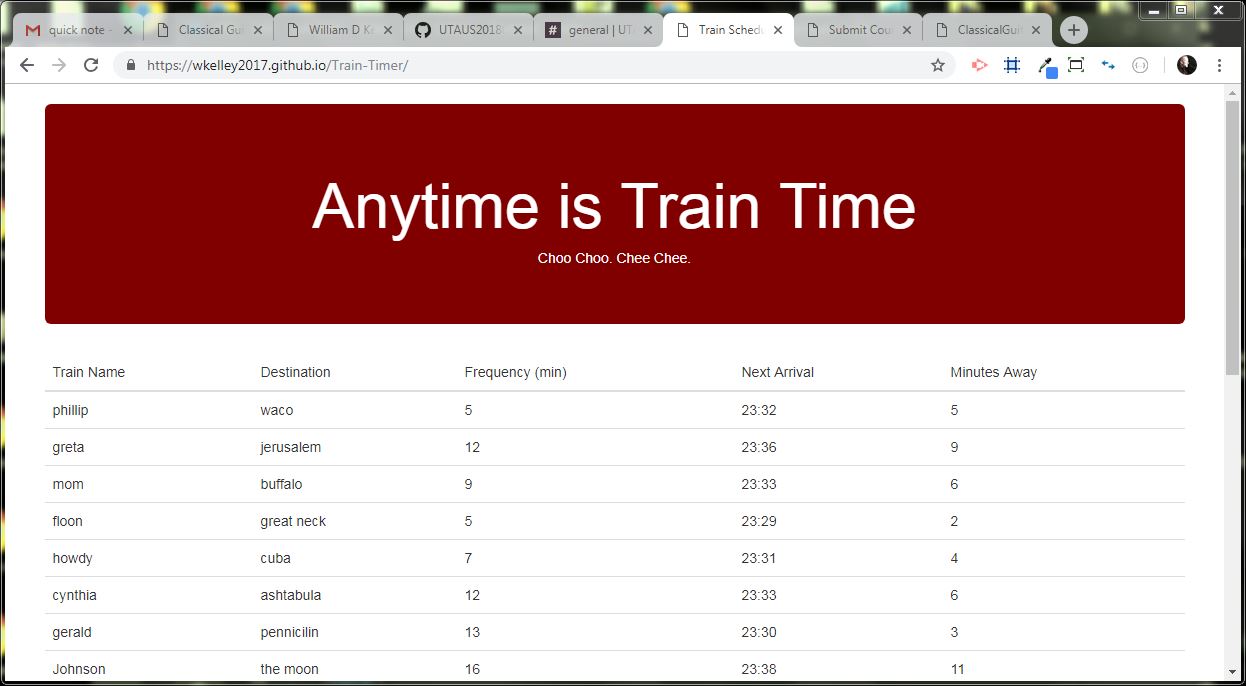 quick note - Classical Gui William D Ke UTAUS2018 general | UTA Train Schedu Submit Cour ClassicalGuit
https://wkelley2017.github.io/Train-Timer/
Anytime is Train Time
Choo Choo. Chee Chee.
Train Name Destination Frequency (min) Next Arrival Minutes Away
phillip waco 5 23:32 5
greta jerusalem 12 23:36 9
mom buffalo 9 23:33 6
floon great neck 5 23:29 2
howdy cuba 7 23:31 4
cynthia ashtabula 12 23:33 6
gerald pennicilin 13 23:30 3
Johnson the moon 16 23:38 11